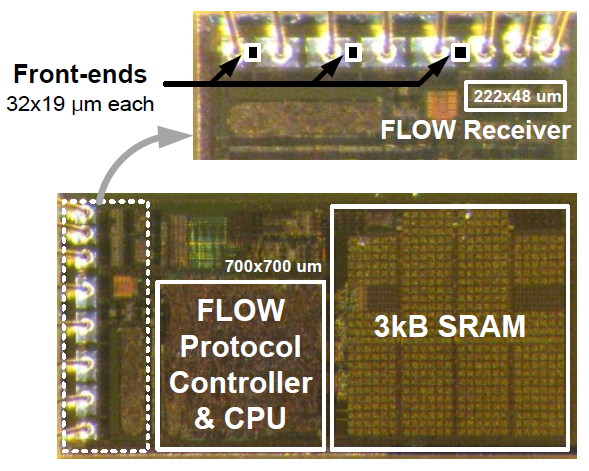 Front-ends
32x19 µm each
222x48 um
FLOW Receiver
700x700 um
FLOW
Protocol
Controller
& CPU
3kB SRAM